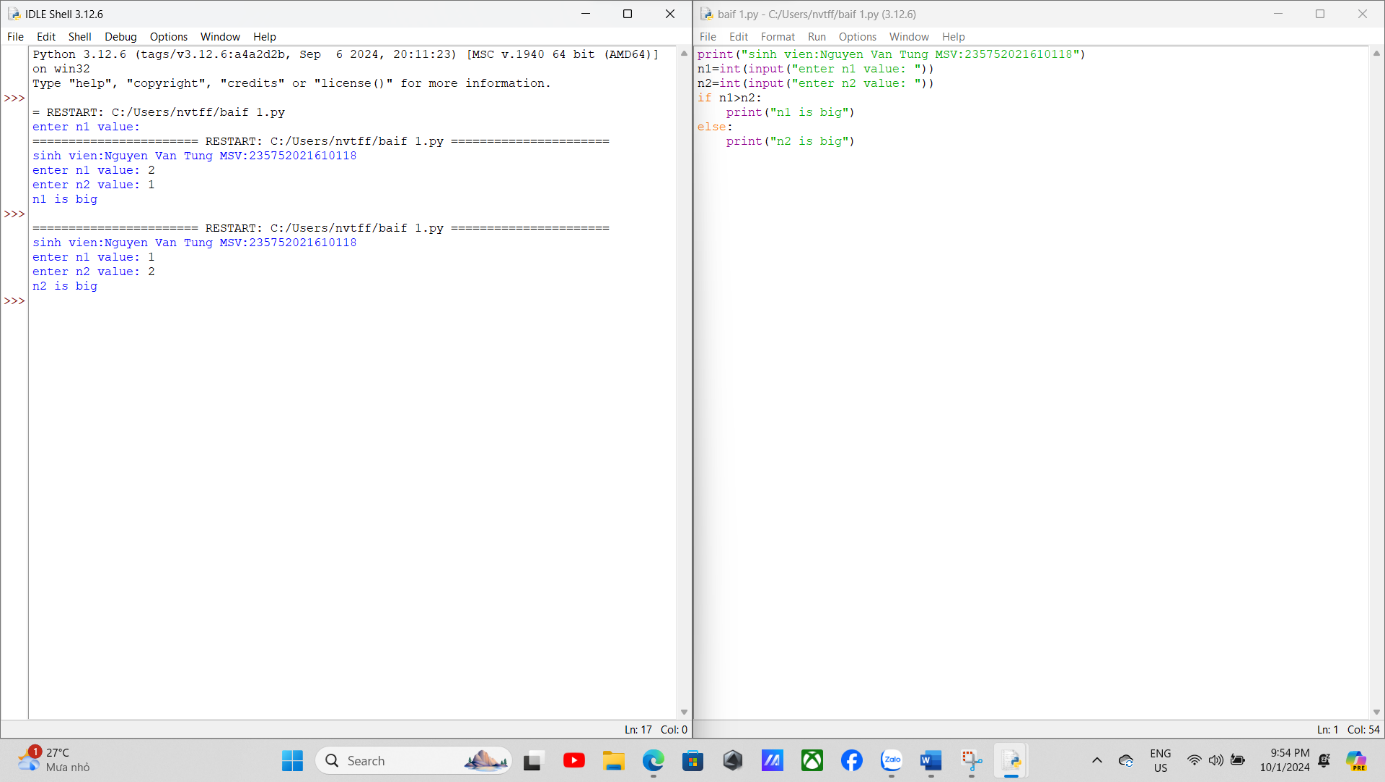 IDLE Shell 3.12.6
File Edit Shell Debug Options Window Help
Python 3.12.6 (tags/v3.12.6:a4a2d2b, Sep  6 2024, 20:11:23) [MSC v.1940 64 bit (AMD64)]
on win32
Type "help", "copyright", "credits" or "license()" for more information.
>>>
= RESTART: C:/Users/nvtff/baif 1.py
enter n1 value:
======================= RESTART: C:/Users/nvtff/baif 1.py ======================
sinh vien:Nguyen Van Tung MSV:235752021610118
enter n1 value: 2
enter n2 value: 1
n1 is big
>>>
======================= RESTART: C:/Users/nvtff/baif 1.py ======================
sinh vien:Nguyen Van Tung MSV:235752021610118
enter n1 value: 1
enter n2 value: 2
n2 is big
>>>
Ln: 17 Col: 0
baif 1.py - C:/Users/nvtff/baif 1.py (3.12.6)
File Edit Format Run Options Window Help
print("sinh vien:Nguyen Van Tung MSV:235752021610118")
n1=int(input("enter n1 value: "))
n2=int(input("enter n2 value: "))
if n1>n2:
    print("n1 is big")
else:
    print("n2 is big")
Ln: 1 Col: 54
1
27°C
Mưa nhỏ
Search
Zalo
W
ENG
US
9:54 PM
10/1/2024
PRE